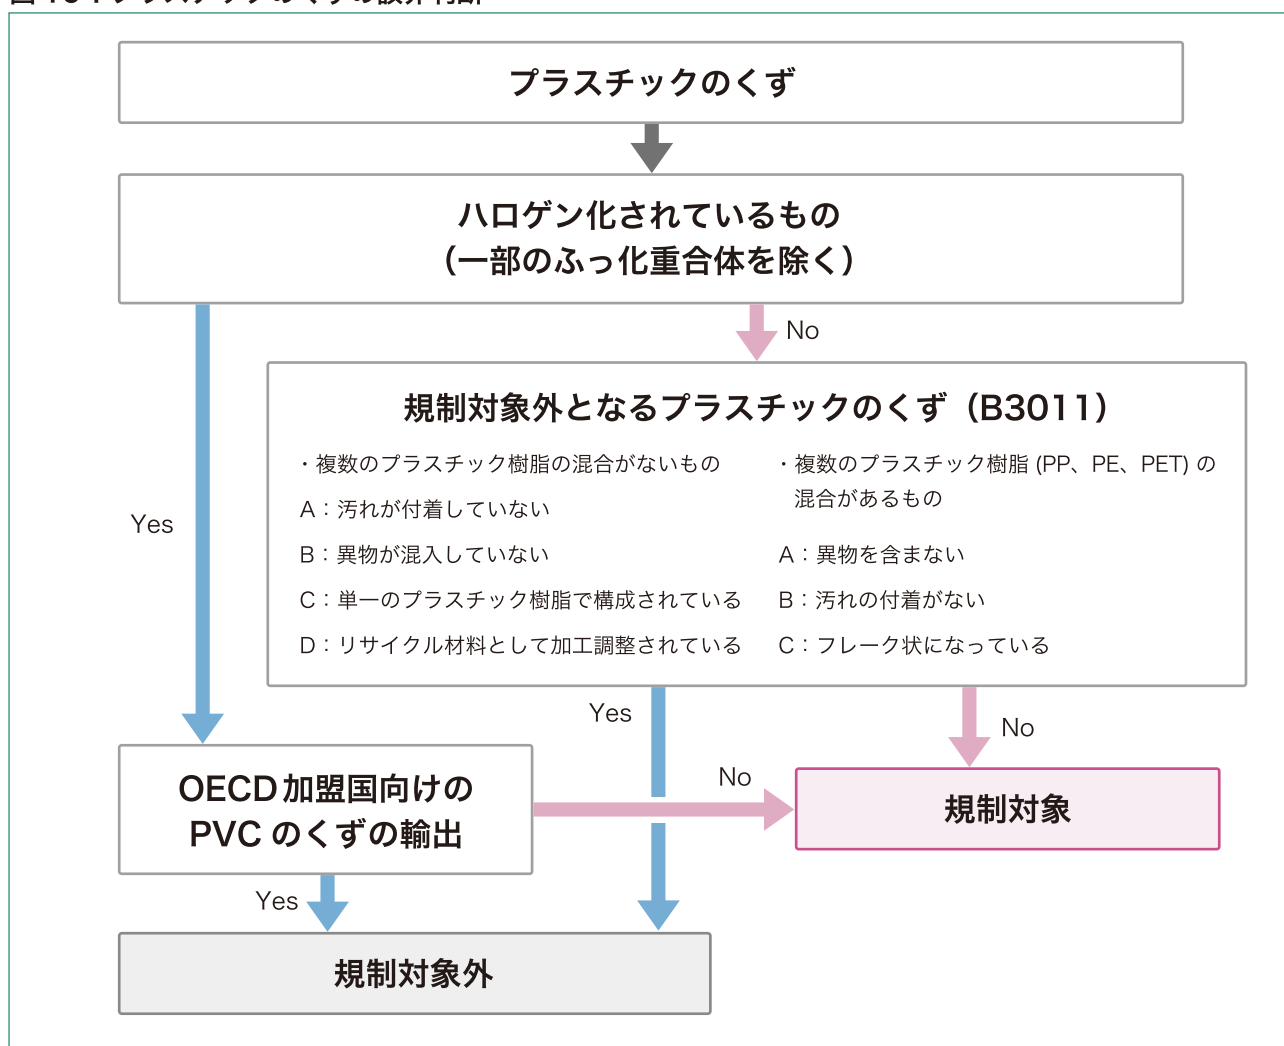 プラスチックのくず
ハロゲン化されているもの
（一部のふっ化重合体を除く）
No
規制対象外となるプラスチックのくず（B3011）
・複数のプラスチック樹脂の混合がないもの
A：汚れが付着していない
B：異物が混入していない
C：単一のプラスチック樹脂で構成されている
D：リサイクル材料として加工調整されている
・複数のプラスチック樹脂 (PP、PE、PET) の
混合があるもの
A：異物を含まない
B：汚れの付着がない
C：フレーク状になっている
Yes
Yes
No
OECD加盟国向けの
PVC のくずの輸出
No
規制対象
Yes
規制対象外